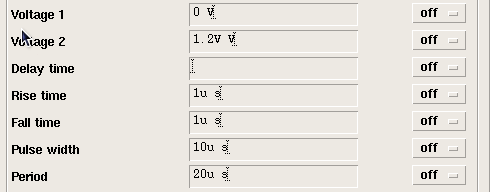 Voltage 1 0 V off
Voltage 2 1.2V V off
Delay time off
Rise time 1u s off
Fall time 1u s off
Pulse width 10u s off
Period 20u s off